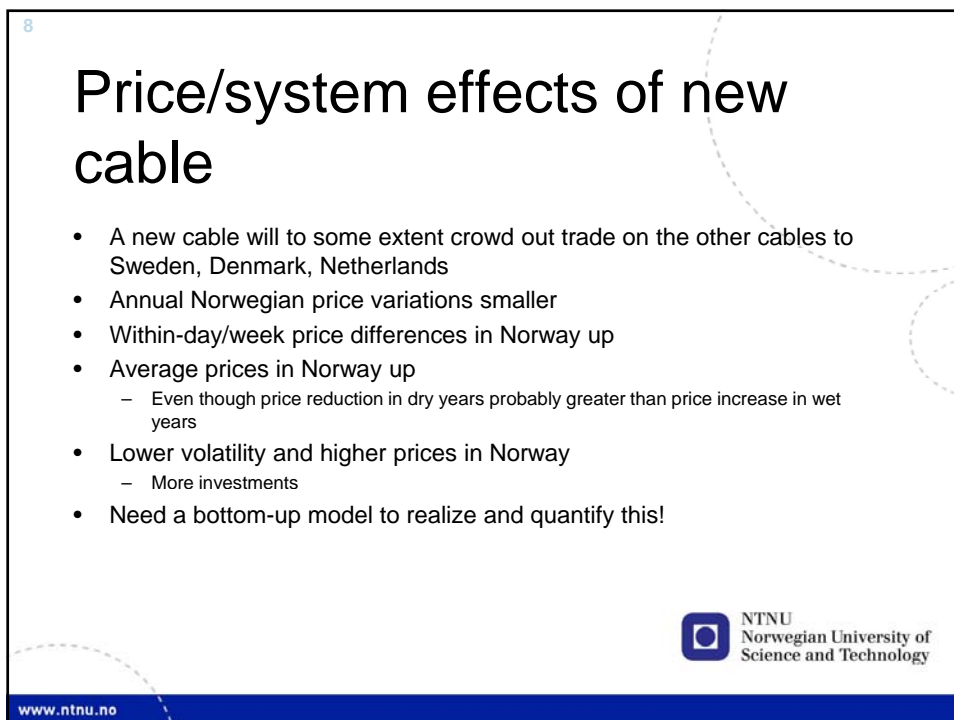 8
Price/system effects of new
cable
• A new cable will to some extent crowd out trade on the other cables to
Sweden, Denmark, Netherlands
• Annual Norwegian price variations smaller
• Within-day/week price differences in Norway up
• Average prices in Norway up
– Even though price reduction in dry years probably greater than price increase in wet
years
• Lower volatility and higher prices in Norway
– More investments
• Need a bottom-up model to realize and quantify this!
NTNU
Norwegian University of
Science and Technology
www.ntnu.no